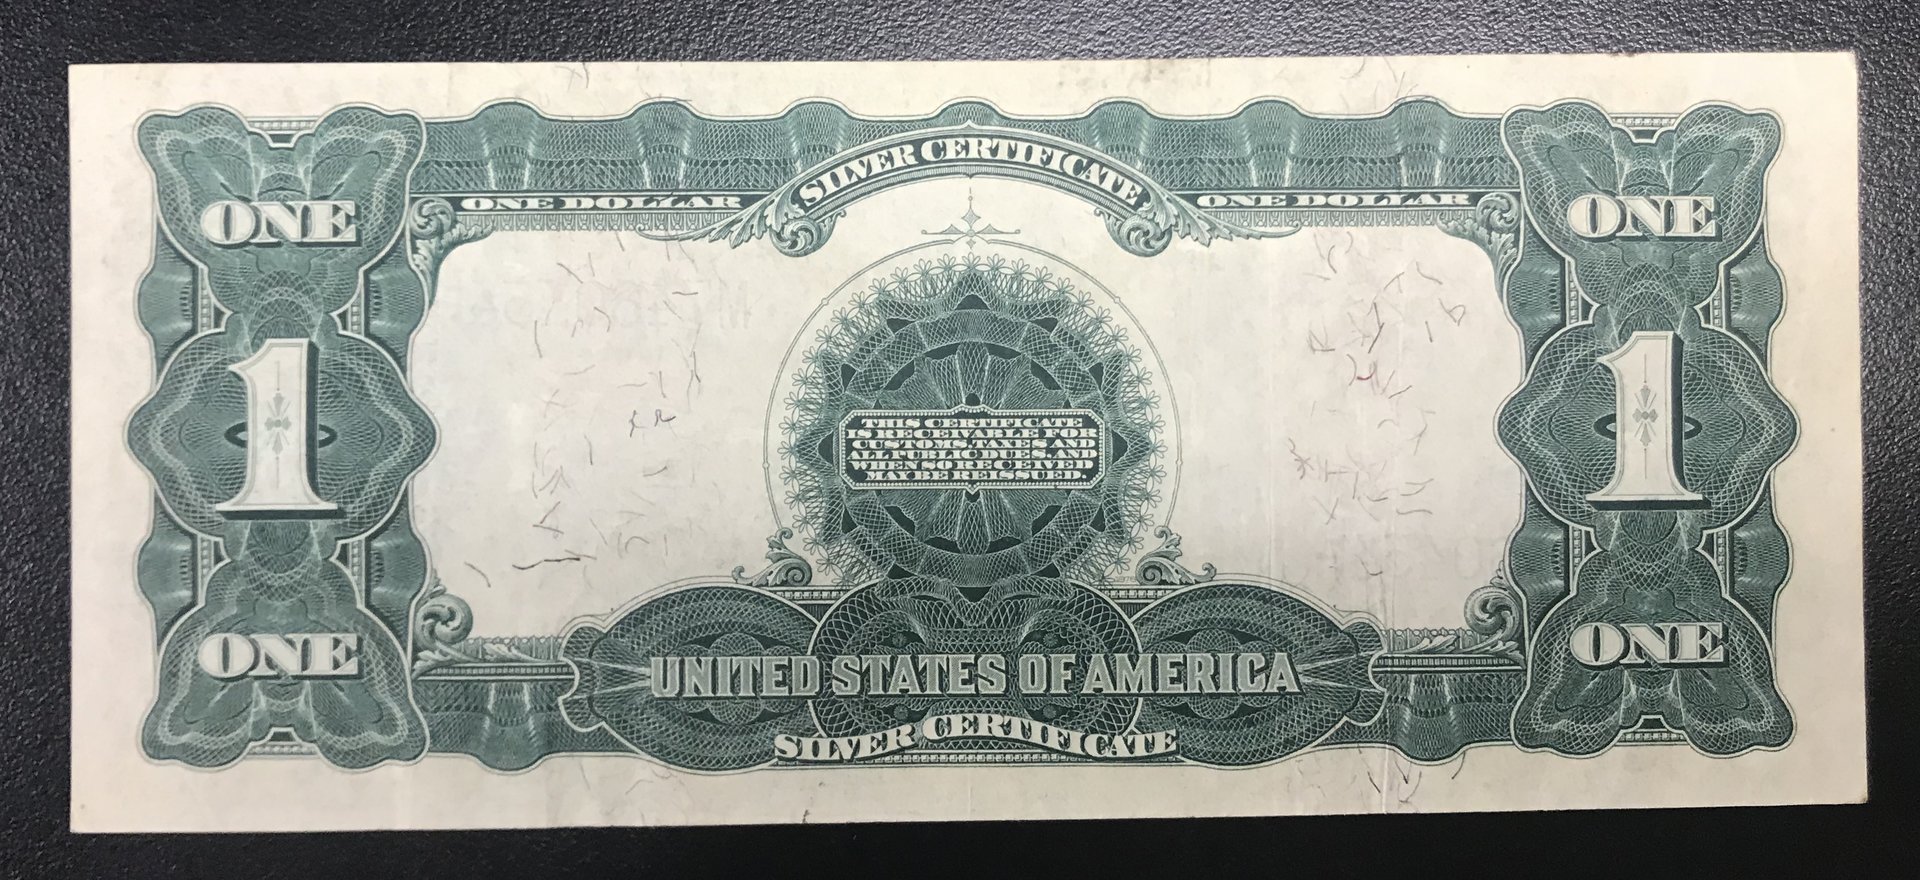 SILVER CERTIFICATE
ONE ONE DOLLAR ONE DOLLAR ONE
1 1
THIS CERTIFICATE
IS RECEIVABLE FOR
CUSTOMS, TAXES AND
ALL PUBLIC DUES, AND
WHEN SO RECEIVED
MAY BE REISSUED
ONE ONE
UNITED STATES OF AMERICA
SILVER CERTIFICATE